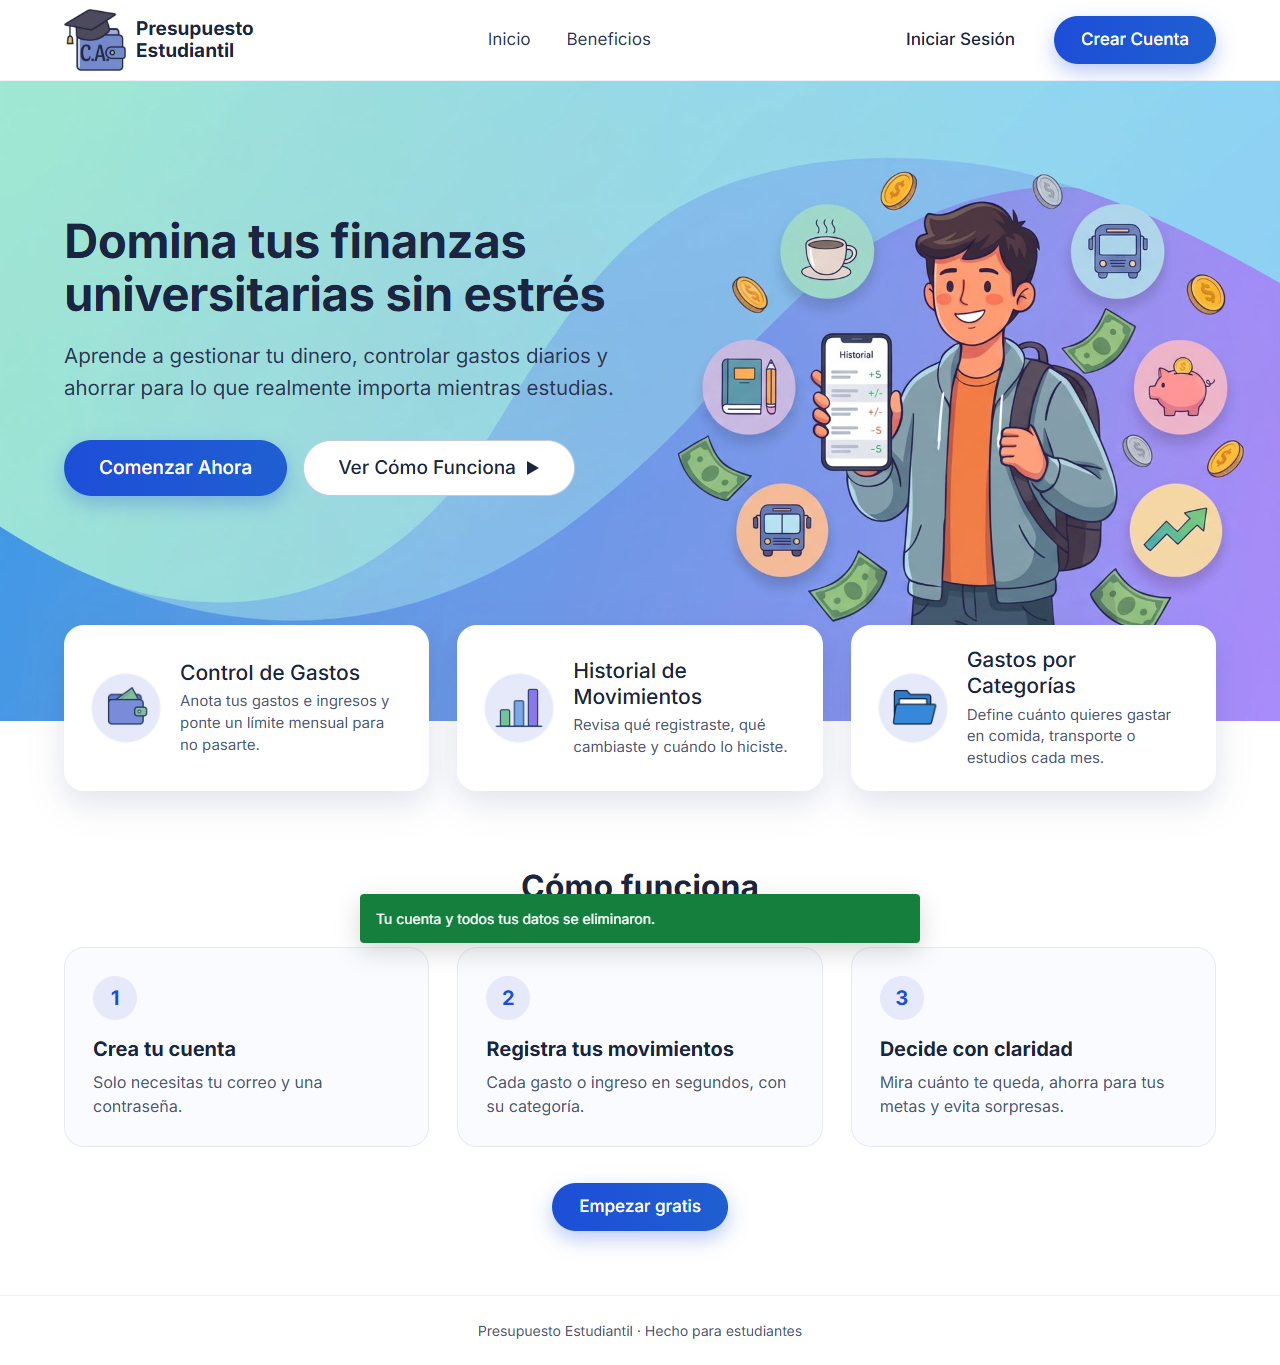 C.A.
Presupuesto
Estudiantil
Inicio
Beneficios
Iniciar Sesión
Crear Cuenta
Domina tus finanzas
universitarias sin estrés
Aprende a gestionar tu dinero, controlar gastos diarios y
ahorrar para lo que realmente importa mientras estudias.
Comenzar Ahora
Ver Cómo Funciona
Historial
+5
+/-
+/-
-5
-5
Control de Gastos
Anota tus gastos e ingresos y
ponte un límite mensual para
no pasarte.
Historial de
Movimientos
Revisa qué registraste, qué
cambiaste y cuándo lo hiciste.
Gastos por
Categorías
Define cuánto quieres gastar
en comida, transporte o
estudios cada mes.
Cómo funciona
Tu cuenta y todos tus datos se eliminaron.
1
Crea tu cuenta
Solo necesitas tu correo y una
contraseña.
2
Registra tus movimientos
Cada gasto o ingreso en segundos, con
su categoría.
3
Decide con claridad
Mira cuánto te queda, ahorra para tus
metas y evita sorpresas.
Empezar gratis
Presupuesto Estudiantil · Hecho para estudiantes